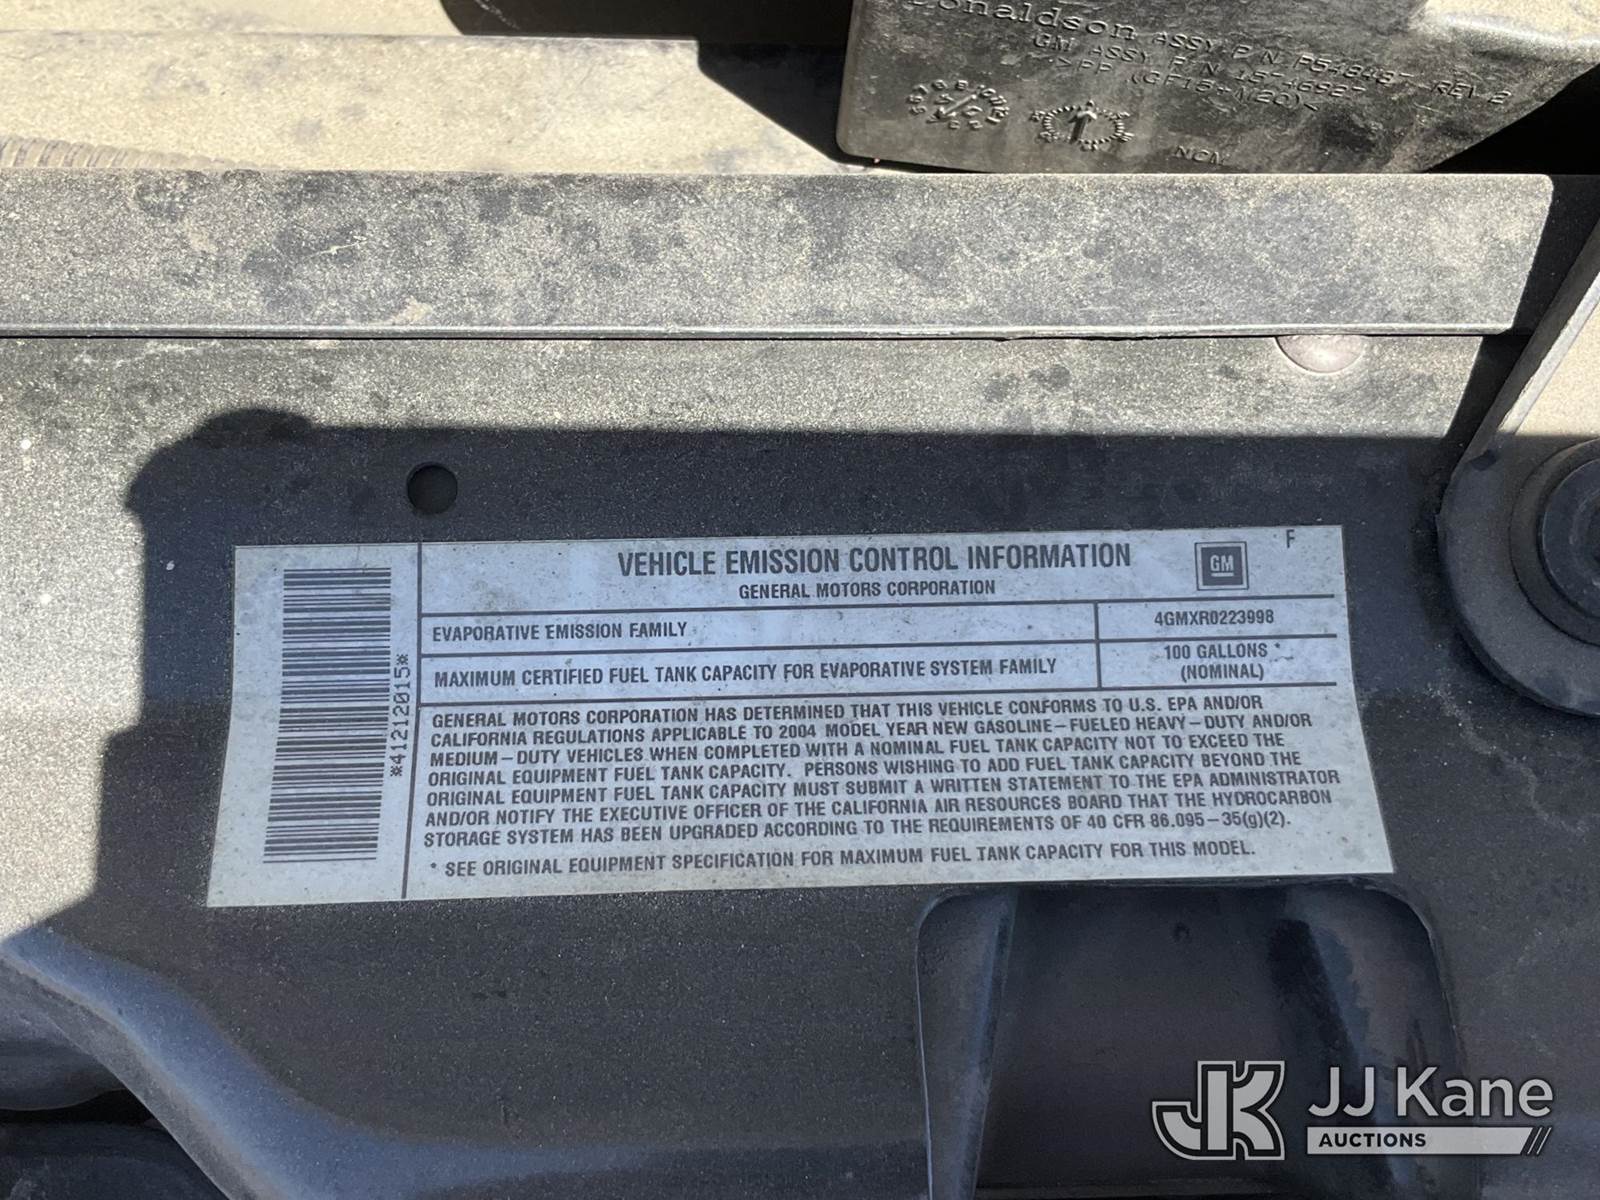 Donaldson ASSY P/N P548487 REV 2
GM ASSY P/N 15746927
>PP (GF15+M20)<
NCM
VEHICLE EMISSION CONTROL INFORMATION
GENERAL MOTORS CORPORATION
GM
F
EVAPORATIVE EMISSION FAMILY
4GMXR0223998
MAXIMUM CERTIFIED FUEL TANK CAPACITY FOR EVAPORATIVE SYSTEM FAMILY
100 GALLONS *
(NOMINAL)
*41212015*
GENERAL MOTORS CORPORATION HAS DETERMINED THAT THIS VEHICLE CONFORMS TO U.S. EPA AND/OR
CALIFORNIA REGULATIONS APPLICABLE TO 2004 MODEL YEAR NEW GASOLINE-FUELED HEAVY-DUTY AND/OR
MEDIUM-DUTY VEHICLES WHEN COMPLETED WITH A NOMINAL FUEL TANK CAPACITY NOT TO EXCEED THE
ORIGINAL EQUIPMENT FUEL TANK CAPACITY. PERSONS WISHING TO ADD FUEL TANK CAPACITY BEYOND THE
ORIGINAL EQUIPMENT FUEL TANK CAPACITY MUST SUBMIT A WRITTEN STATEMENT TO THE EPA ADMINISTRATOR
AND/OR NOTIFY THE EXECUTIVE OFFICER OF THE CALIFORNIA AIR RESOURCES BOARD THAT THE HYDROCARBON
STORAGE SYSTEM HAS BEEN UPGRADED ACCORDING TO THE REQUIREMENTS OF 40 CFR 86.095-35(g)(2).
* SEE ORIGINAL EQUIPMENT SPECIFICATION FOR MAXIMUM FUEL TANK CAPACITY FOR THIS MODEL.
JK JJ Kane
AUCTIONS